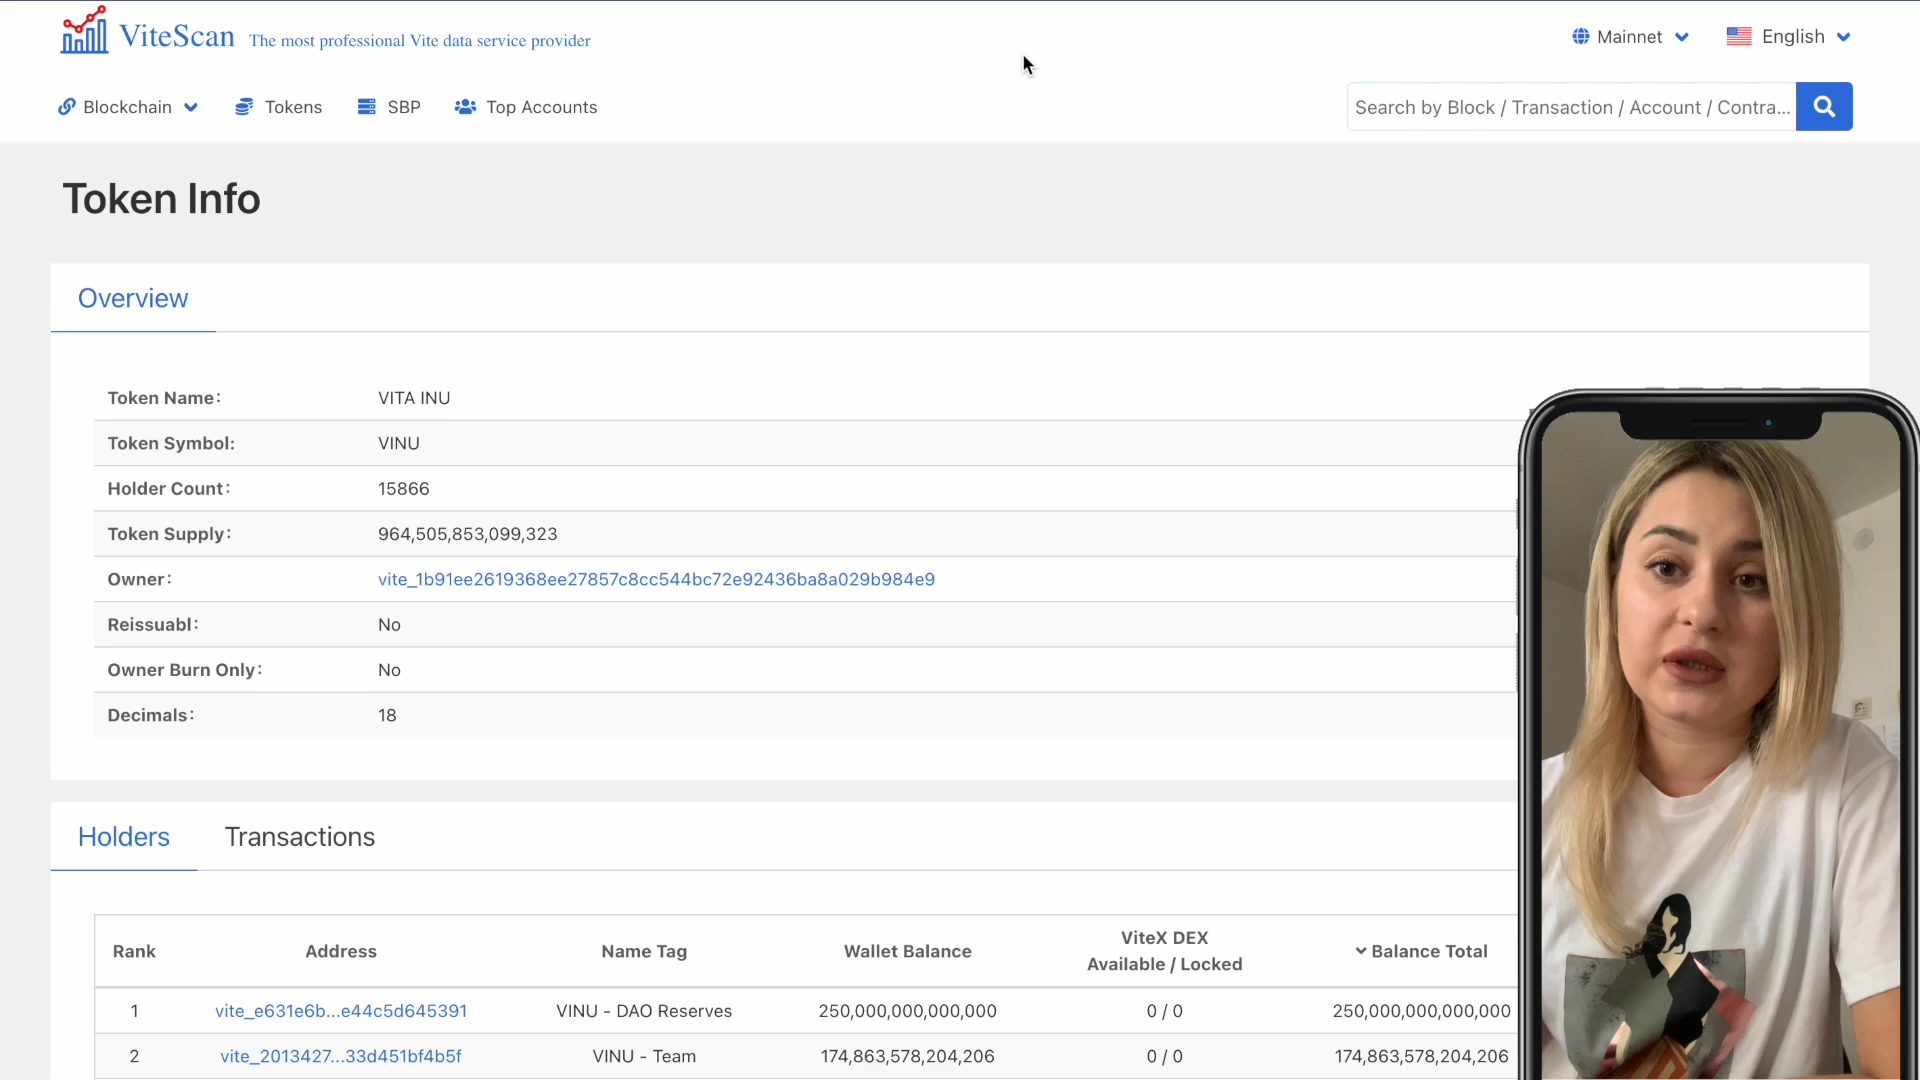 ViteScan The most professional Vite data service provider
Mainnet English
Blockchain Tokens SBP Top Accounts
Search by Block / Transaction / Account / Contra...
Token Info
Overview
Token Name: VITA INU
Token Symbol: VINU
Holder Count: 15866
Token Supply: 964,505,853,099,323
Owner: vite_1b91ee2619368ee27857c8cc544bc72e92436ba8a029b984e9
Reissuabl: No
Owner Burn Only: No
Decimals: 18
Holders Transactions
Rank Address Name Tag Wallet Balance ViteX DEX Available / Locked Balance Total
1 vite_e631e6b...e44c5d645391 VINU - DAO Reserves 250,000,000,000,000 0 / 0 250,000,000,000,000
2 vite_2013427...33d451bf4b5f VINU - Team 174,863,578,204,206 0 / 0 174,863,578,204,206